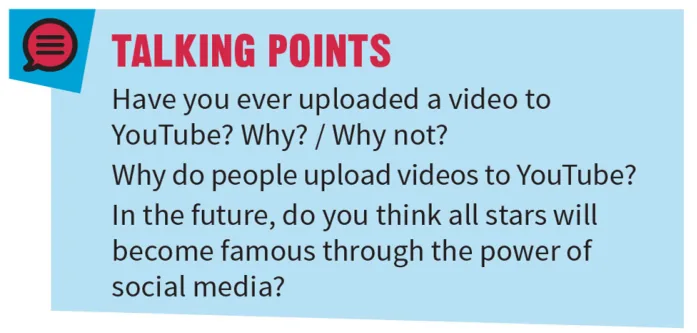 TALKING POINTS
Have you ever uploaded a video to
YouTube? Why? / Why not?
Why do people upload videos to YouTube?
In the future, do you think all stars will
become famous through the power of
social media?